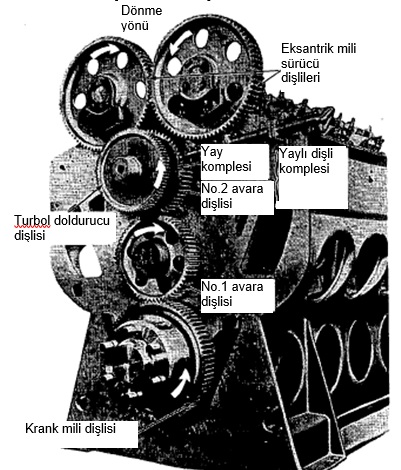 Dönme
yönü
Eksantrik mili
sürücü
dişlileri
Yay
komplesi
Yaylı dişli
komplesi
No.2 avara
dişlisi
Turbol doldurucu
dişlisi
No.1 avara
dişlisi
Krank mili dişlisi